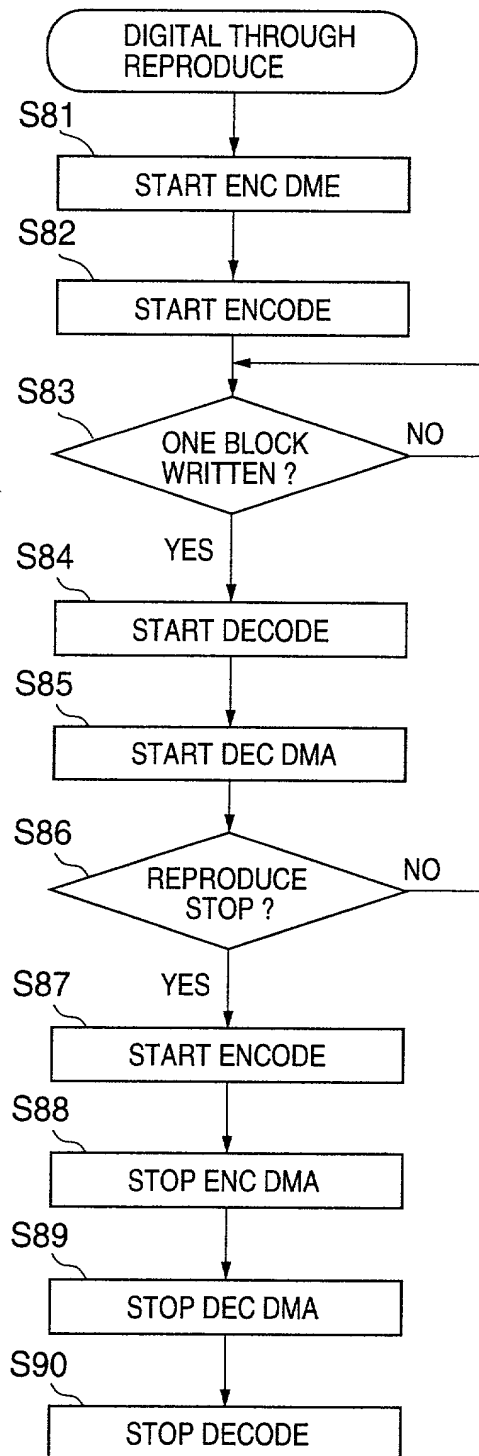 DIGITAL THROUGH
REPRODUCE
S81
START ENC DME
S82
START ENCODE
S83
ONE BLOCK
WRITTEN ?
NO
YES
S84
START DECODE
S85
START DEC DMA
S86
REPRODUCE
STOP ?
NO
YES
S87
START ENCODE
S88
STOP ENC DMA
S89
STOP DEC DMA
S90
STOP DECODE